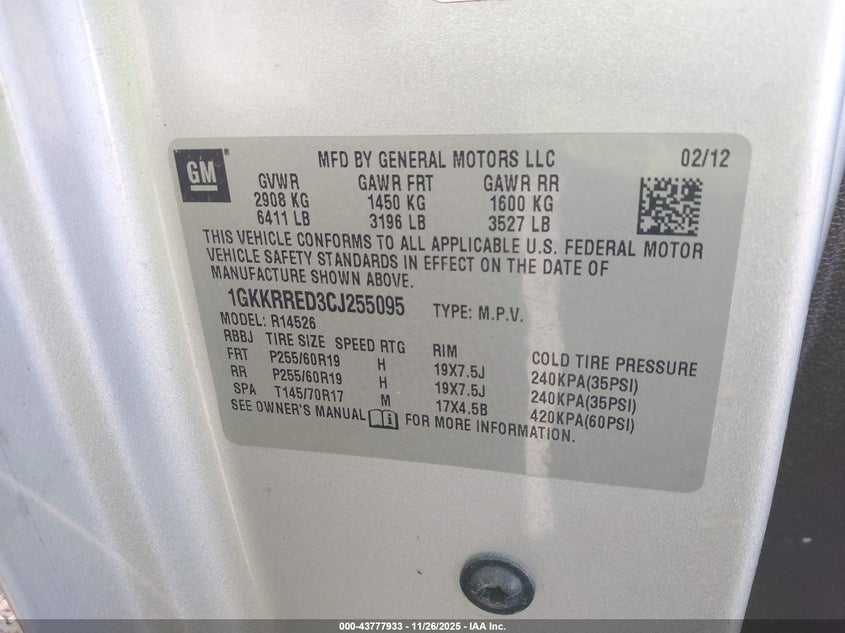 GM ® MFD BY GENERAL MOTORS LLC 02/12
GVWR GAWR FRT GAWR RR
2908 KG 1450 KG 1600 KG
6411 LB 3196 LB 3527 LB
THIS VEHICLE CONFORMS TO ALL APPLICABLE U.S. FEDERAL MOTOR
VEHICLE SAFETY STANDARDS IN EFFECT ON THE DATE OF
MANUFACTURE SHOWN ABOVE.
1GKKRRED3CJ255095 TYPE: M.P.V.
MODEL: R14526
RBBJ TIRE SIZE SPEED RTG RIM COLD TIRE PRESSURE
FRT P255/60R19 H 19X7.5J 240KPA(35PSI)
RR P255/60R19 H 19X7.5J 240KPA(35PSI)
SPA T145/70R17 M 17X4.5B 420KPA(60PSI)
SEE OWNER'S MANUAL FOR MORE INFORMATION.
000-43777933 - 11/26/2025 - IAA Inc.